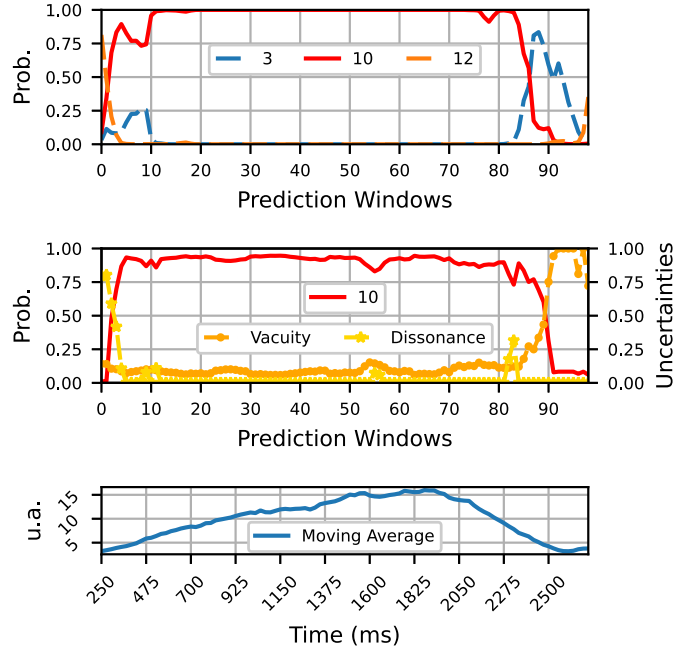 1.00
0.75
0.50
0.25
0.00
Prob.
3 10 12
0 10 20 30 40 50 60 70 80 90
Prediction Windows
1.00 1.00
0.75 0.75
0.50 0.50
0.25 0.25
0.00 0.00
Prob.
Uncertainties
10
Vacuity Dissonance
0 10 20 30 40 50 60 70 80 90
Prediction Windows
15
10
5
u.a.
Moving Average
250 475 700 925 1150 1375 1600 1825 2050 2275 2500
Time (ms)